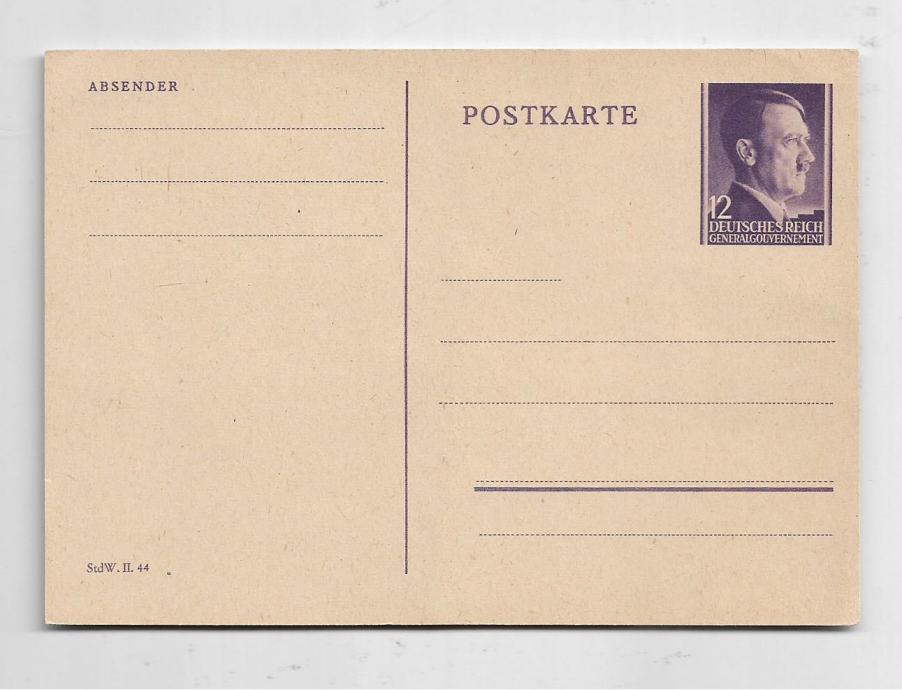 ABSENDER
POSTKARTE
12
DEUTSCHES REICH
GENERALGOUVERNEMENT
StdW. II. 44